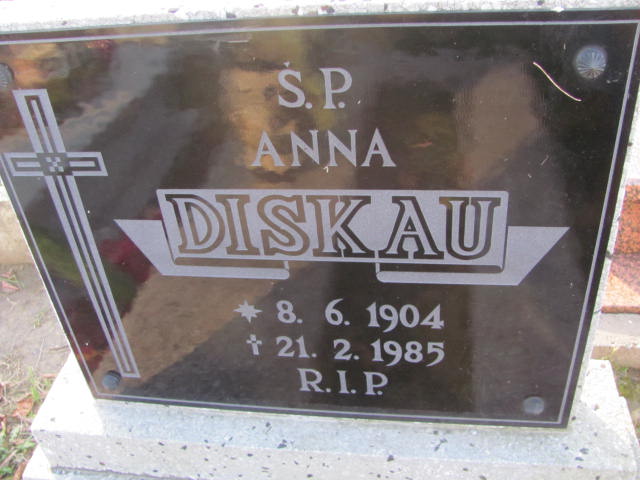 Ś.P.
ANNA
DISKAU
* 8. 6. 1904
† 21. 2. 1985
R.I.P.